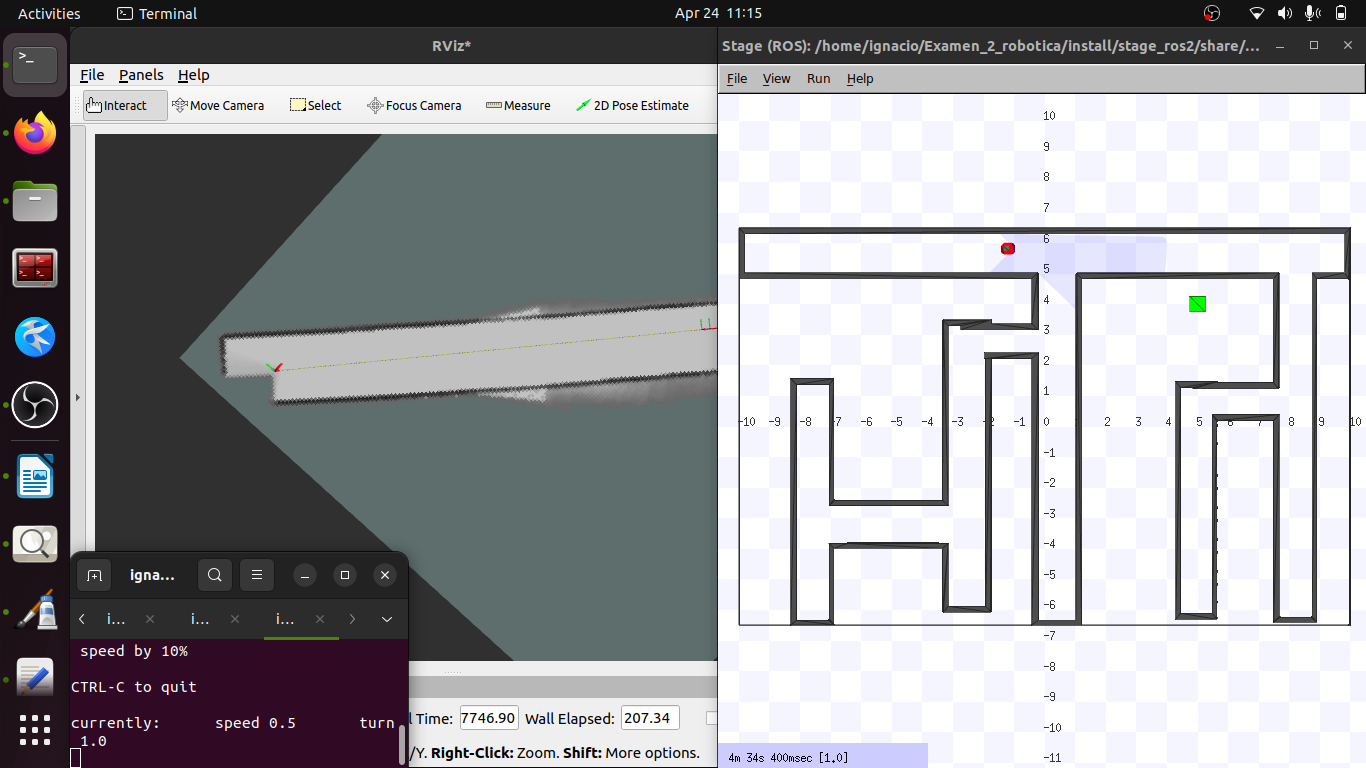 Activities
Terminal
Apr 24 11:15
RViz*
File Panels Help
Interact Move Camera Select Focus Camera Measure 2D Pose Estimate
Stage (ROS): /home/ignacio/Examen_2_robotica/install/stage_ros2/share/...
File View Run Help
10
9
8
7
6
5
4
3
2
1
-10 -9 -8 -7 -6 -5 -4 -3 -2 -1 0 2 4 5 6 7 8 9 10
-1
-2
-3
-4
-5
-6
-7
-8
-9
-10
-11
4m 34s 400msec [1.0]
igna...
i... i... i...
speed by 10%
CTRL-C to quit
currently: speed 0.5 turn
1.0
l Time: 7746.90 Wall Elapsed: 207.34
/Y. Right-Click: Zoom. Shift: More options.